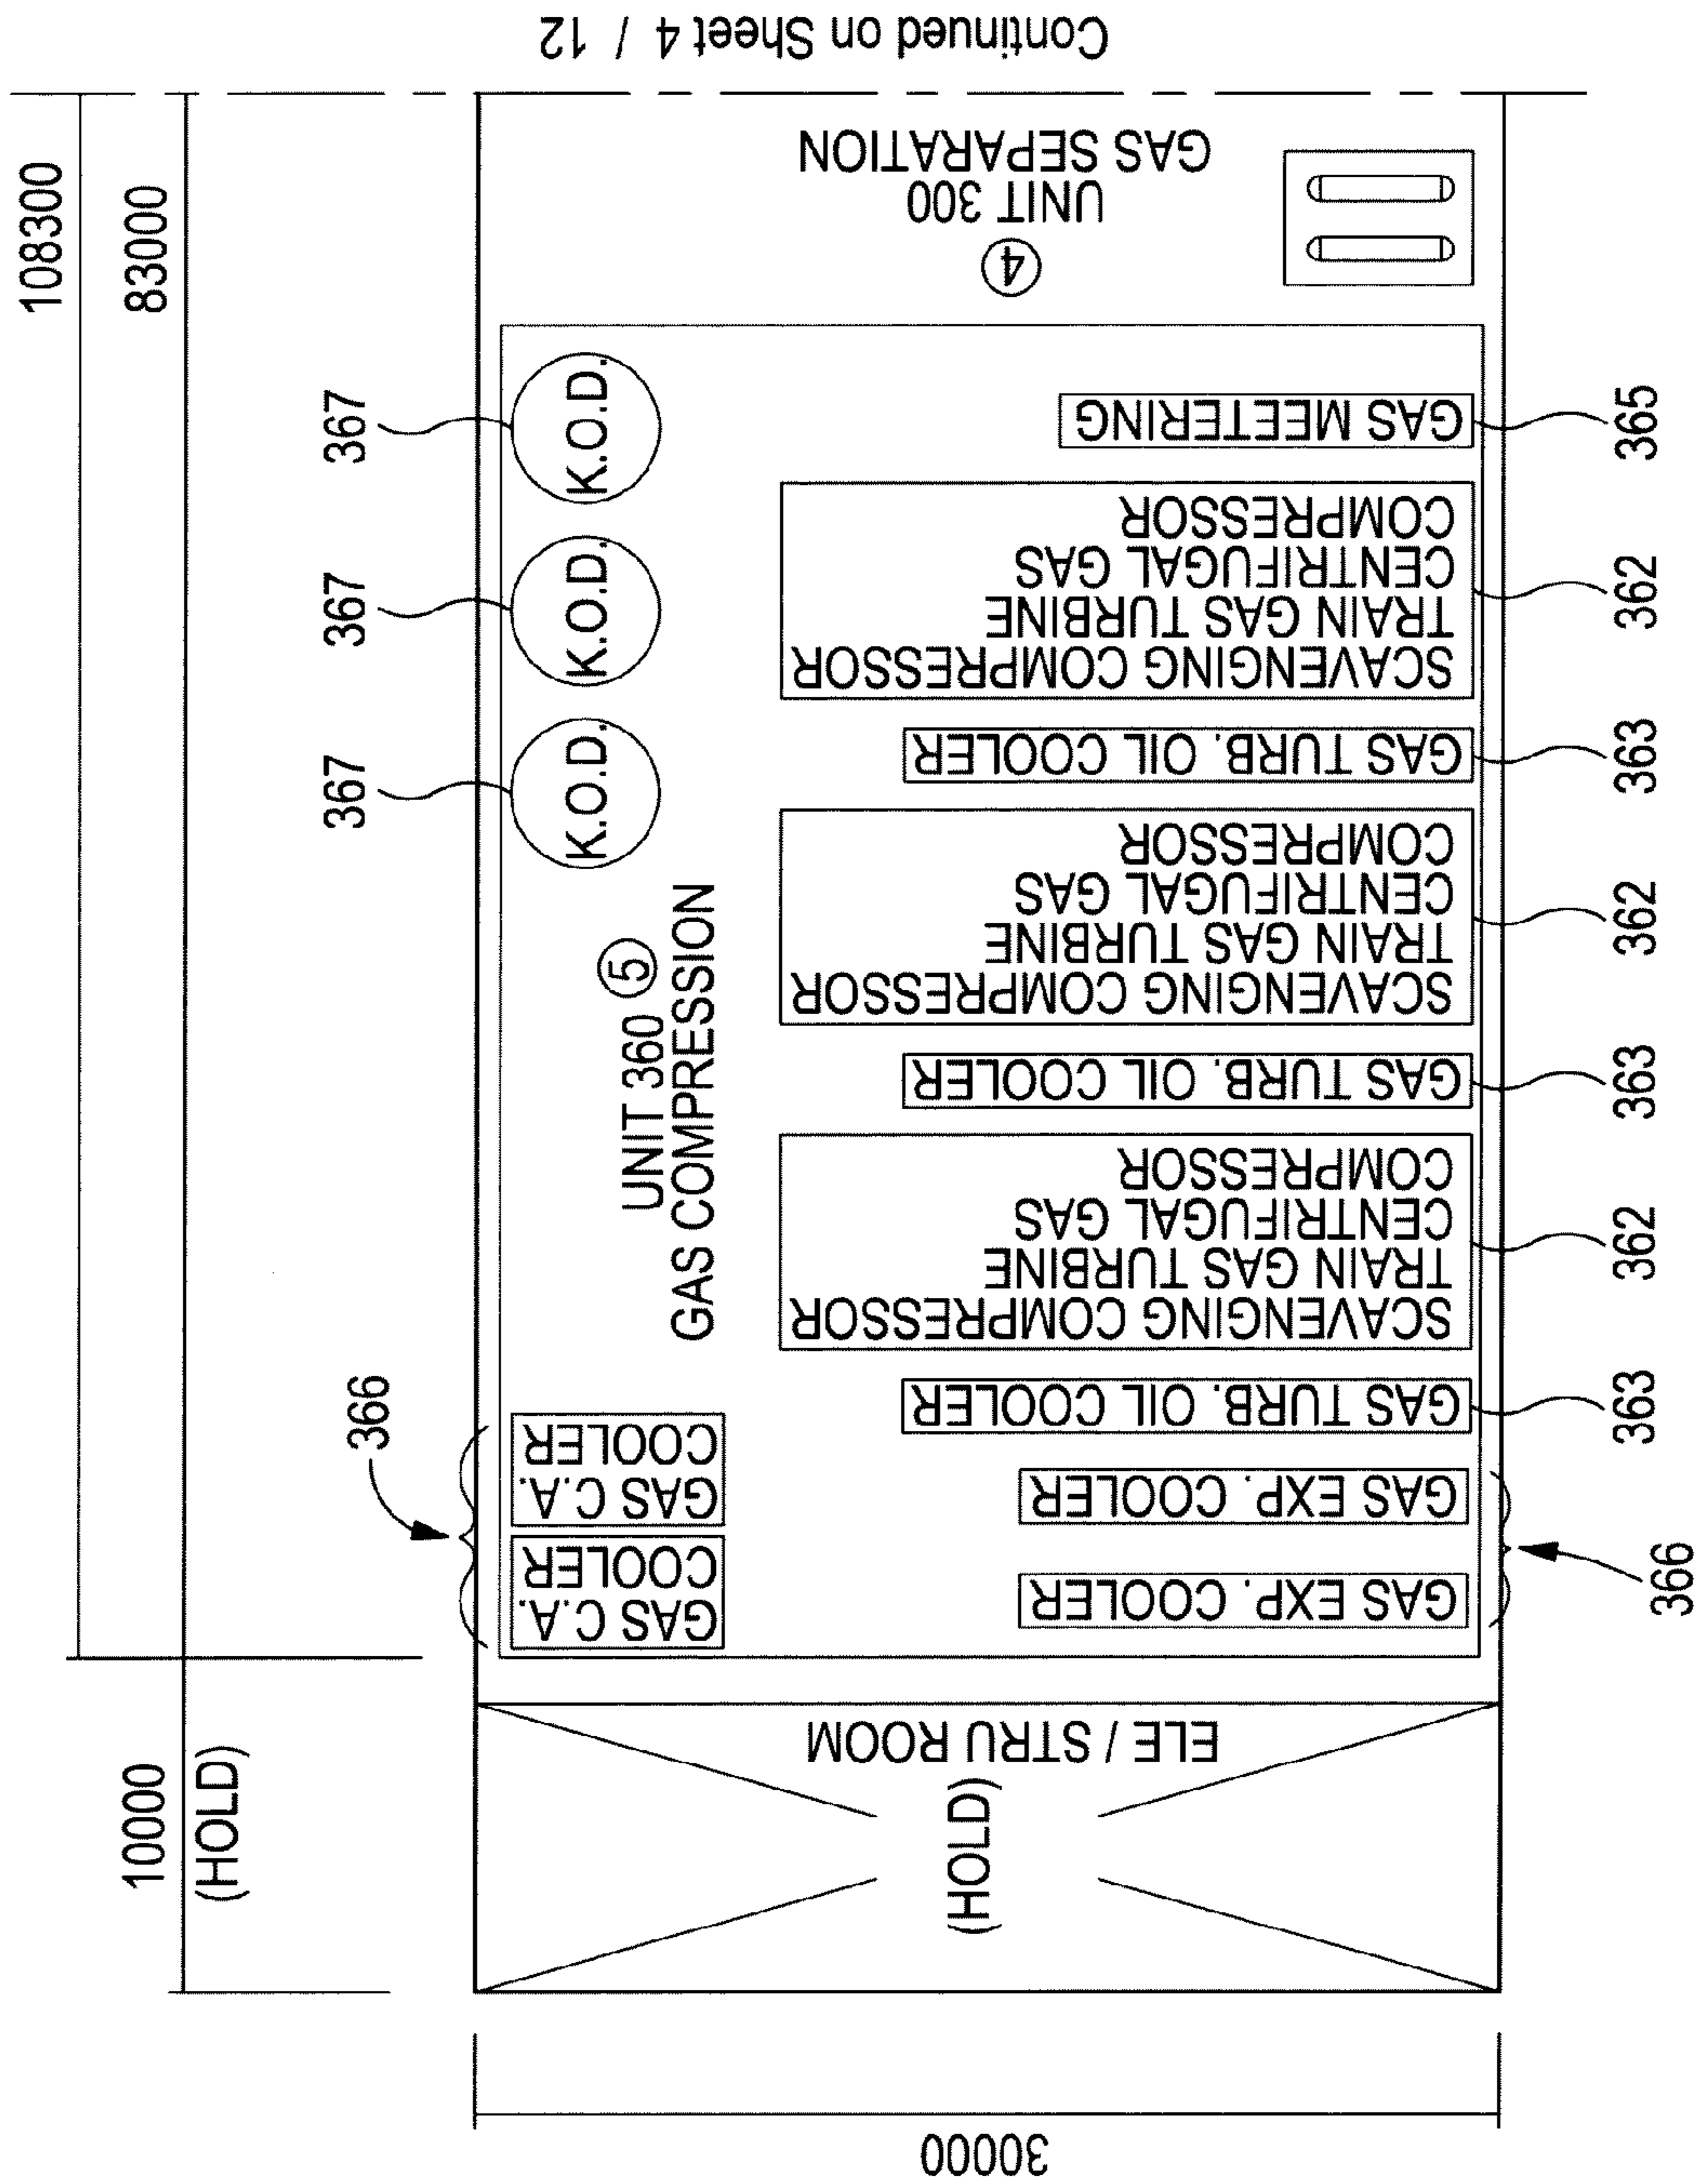 Continued on Sheet 4 / 12
108300
83000
10000
(HOLD)
30000
GAS SEPARATION
UNIT 300
4
367
K.O.D.
367
K.O.D.
367
K.O.D.
UNIT 360 5
GAS COMPRESSION
GAS MEETERING
365
SCAVENGING COMPRESSOR
TRAIN GAS TURBINE
CENTRIFUGAL GAS
COMPRESSOR
362
GAS TURB. OIL COOLER
363
SCAVENGING COMPRESSOR
TRAIN GAS TURBINE
CENTRIFUGAL GAS
COMPRESSOR
362
GAS TURB. OIL COOLER
363
SCAVENGING COMPRESSOR
TRAIN GAS TURBINE
CENTRIFUGAL GAS
COMPRESSOR
362
GAS TURB. OIL COOLER
363
366
GAS C.A.
COOLER
GAS C.A.
COOLER
GAS EXP. COOLER
GAS EXP. COOLER
366
ELE / STRU ROOM
(HOLD)